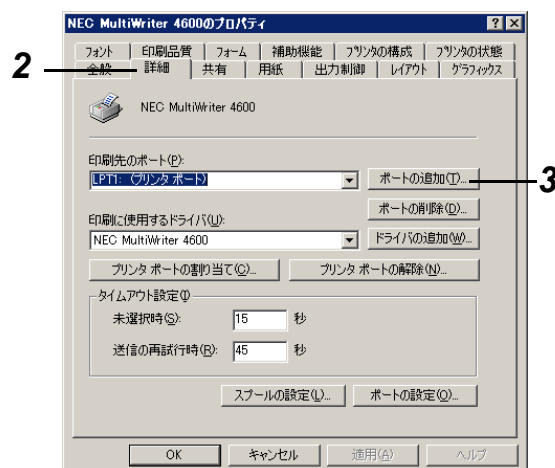 NEC MultiWriter 4600のプロパティ
フォント 印刷品質 フォーム 補助機能 プリンタの構成 プリンタの状態
2 全般 詳細 共有 用紙 出力制御 レイアウト グラフィックス
NEC MultiWriter 4600
印刷先のポート(P):
LPT1: (プリンタ ポート) ポートの追加(T)... 3
ポートの削除(D)...
印刷に使用するドライバ(U):
NEC MultiWriter 4600 ドライバの追加(W)...
プリンタ ポートの割り当て(C)... プリンタ ポートの解除(N)...
タイムアウト設定(I)
未選択時(S): 15 秒
送信の再試行時(R): 45 秒
スプールの設定(L)... ポートの設定(O)...
OK キャンセル 適用(A) ヘルプ